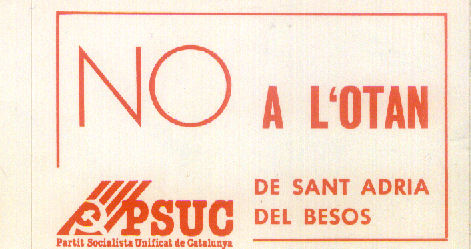 NO A L'OTAN
PSUC
Partit Socialista Unificat de Catalunya
DE SANT ADRIA
DEL BESOS